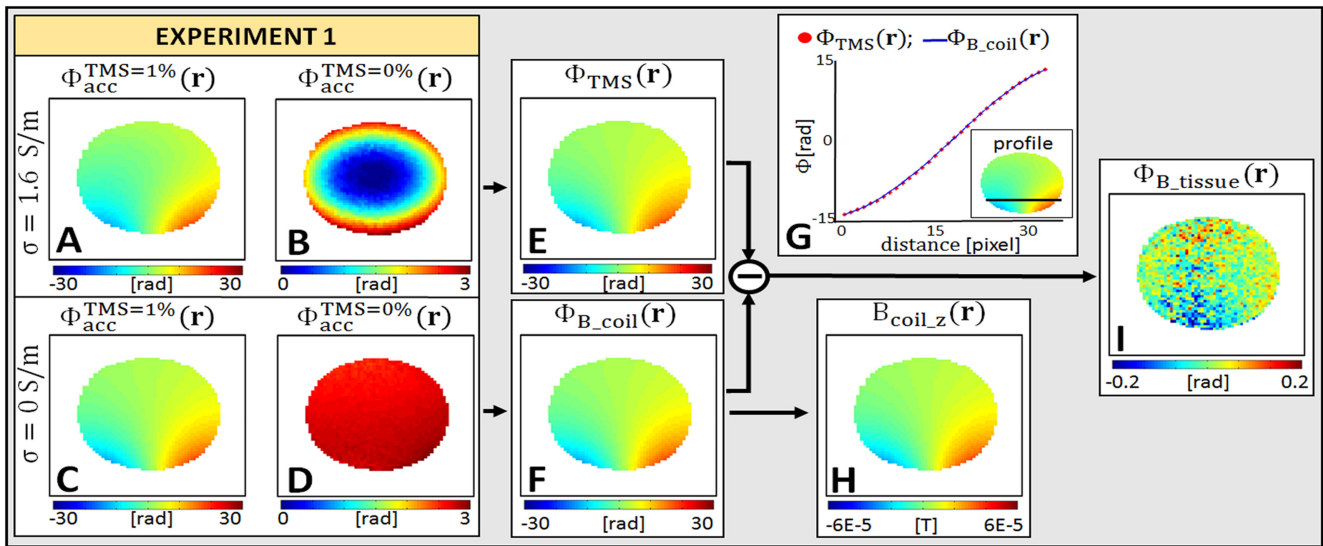 EXPERIMENT 1
σ = 1.6 S/m
Φ_acc^TMS=1%(r)
Φ_acc^TMS=0%(r)
A
B
-30 [rad] 30
0 [rad] 3
σ = 0 S/m
Φ_acc^TMS=1%(r)
Φ_acc^TMS=0%(r)
C
D
-30 [rad] 30
0 [rad] 3
Φ_TMS(r)
E
-30 [rad] 30
Φ_B_coil(r)
F
-30 [rad] 30
Φ_TMS(r); Φ_B_coil(r)
15
0
-15
Φ[rad]
profile
G
0 15 30
distance [pixel]
B_coil_z(r)
H
-6E-5 [T] 6E-5
Φ_B_tissue(r)
I
-0.2 [rad] 0.2